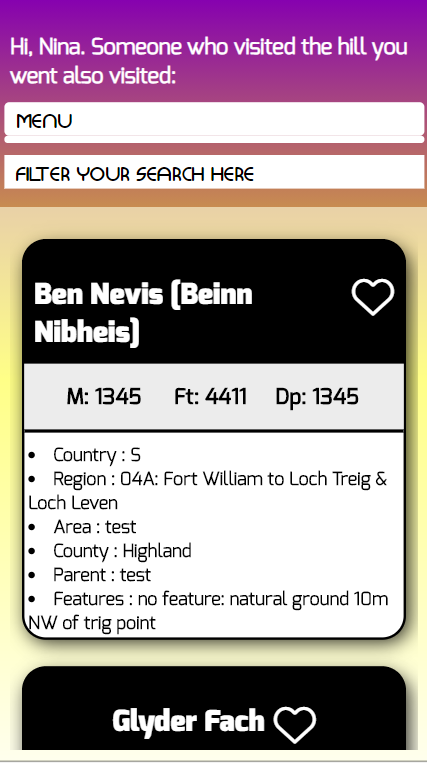 Hi, Nina. Someone who visited the hill you
went also visited:
MENU
FILTER YOUR SEARCH HERE
Ben Nevis (Beinn
Nibheis)
M: 1345 Ft: 4411 Dp: 1345
• Country : S
• Region : 04A: Fort William to Loch Treig &
Loch Leven
• Area : test
• County : Highland
• Parent : test
• Features : no feature: natural ground 10m
NW of trig point
Glyder Fach